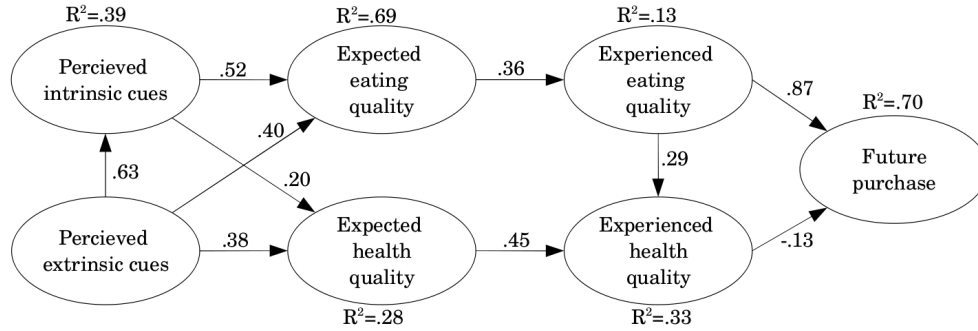 R²=.39
R²=.69
R²=.13
Percieved
intrinsic cues
.52
Expected
eating
quality
.36
Experienced
eating
quality
.87
R²=.70
.40
.63
.20
.29
Future
purchase
Percieved
extrinsic cues
.38
Expected
health
quality
.45
Experienced
health
quality
-.13
R²=.28
R²=.33